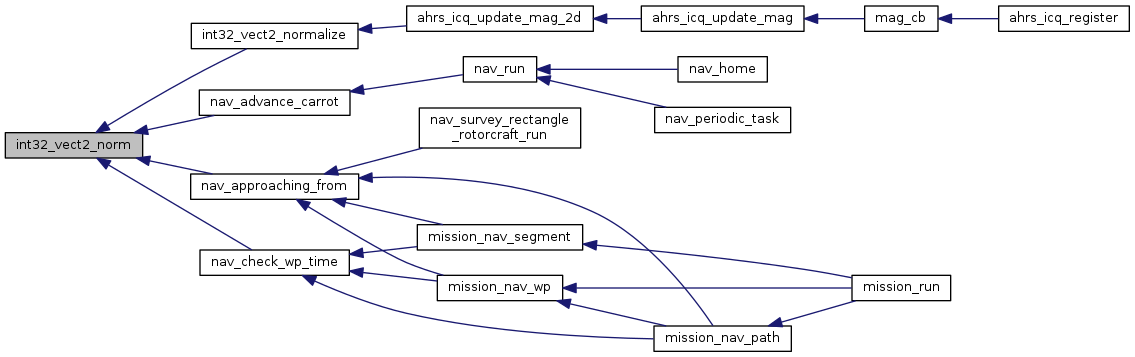 int32_vect2_norm
int32_vect2_normalize
ahrs_icq_update_mag_2d
ahrs_icq_update_mag
mag_cb
ahrs_icq_register
nav_advance_carrot
nav_run
nav_home
nav_periodic_task
nav_approaching_from
nav_survey_rectangle
_rotorcraft_run
mission_nav_segment
mission_run
mission_nav_wp
mission_nav_path
nav_check_wp_time